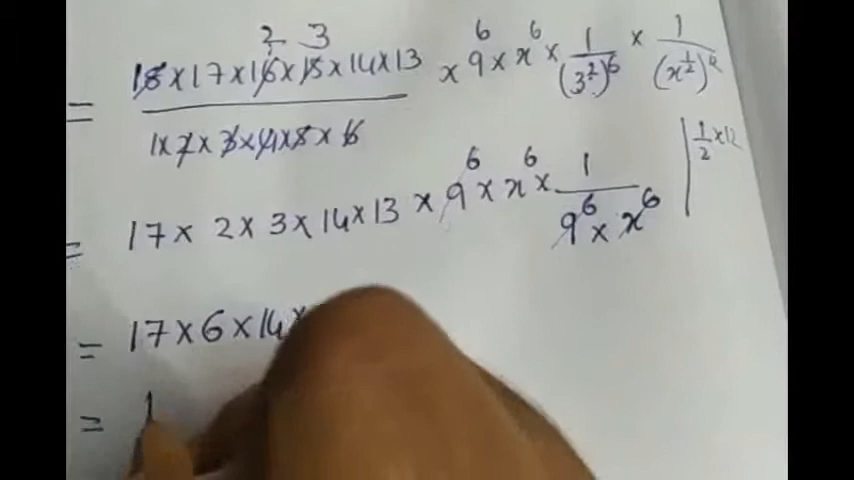 2 3
= 18×17×16×15×14×13 × 9⁶ × x⁶ × 1 × 1
1×2×3×4×5×6 (3²)⁶ (x^½)
= 17× 2× 3×14×13 × 9⁶× x⁶× 1 | ½×12
9⁶ × x⁶
= 17×6×14×
= 1